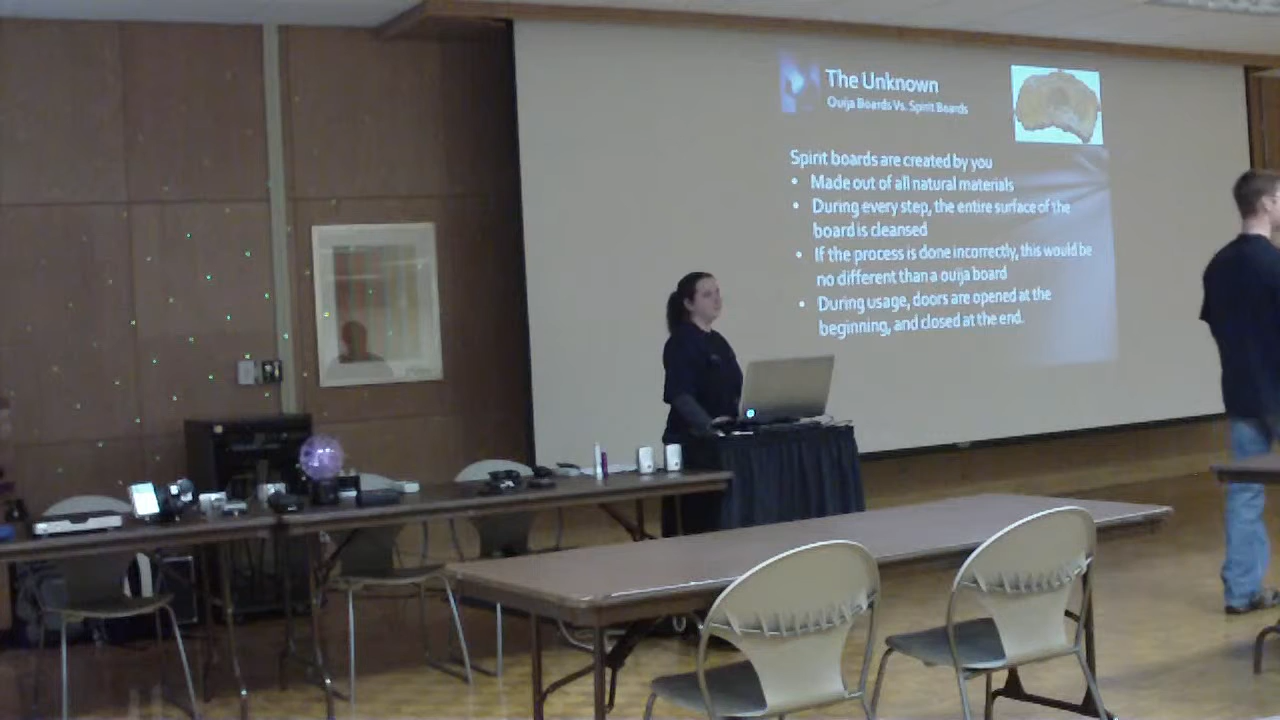 The Unknown
Ouija Boards Vs. Spirit Boards
Spirit boards are created by you
• Made out of all natural materials
• During every step, the entire surface of the
board is cleansed
• If the process is done incorrectly, this would be
no different than a ouija board
• During usage, doors are opened at the
beginning, and closed at the end.